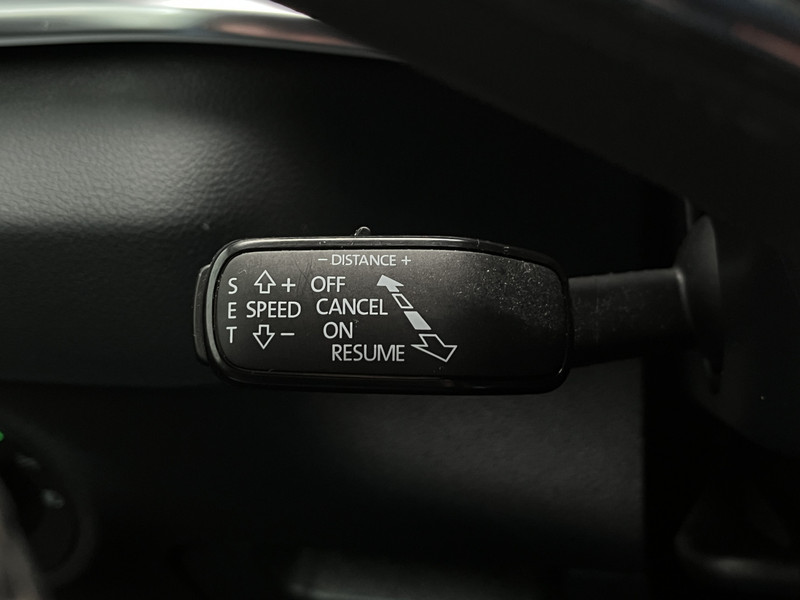 – DISTANCE +
S + OFF
E SPEED CANCEL
T – ON
RESUME